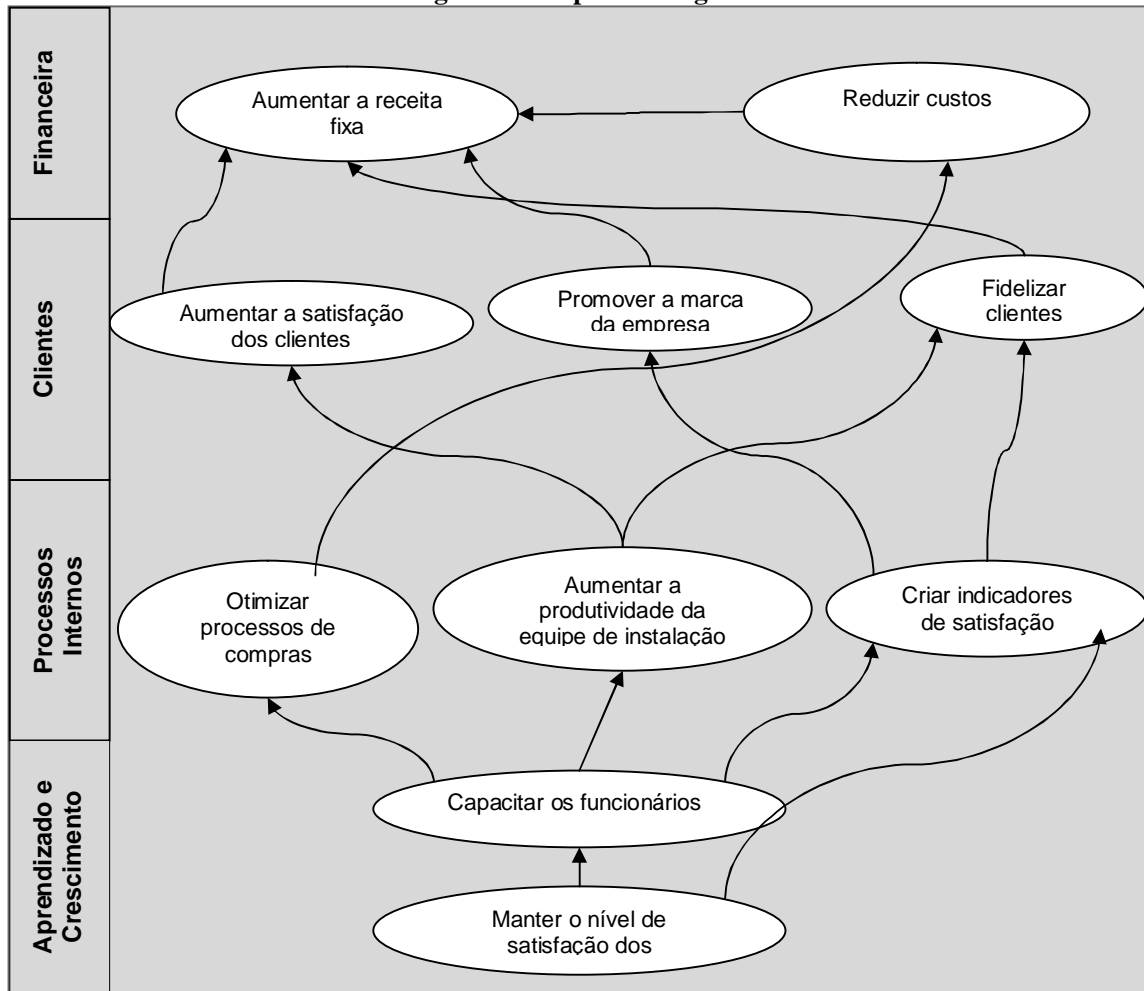 Financeira
Aumentar a receita
fixa
Reduzir custos
Clientes
Aumentar a satisfação
dos clientes
Promover a marca
da empresa
Fidelizar
clientes
Processos
Internos
Otimizar
processos de
compras
Aumentar a
produtividade da
equipe de instalação
Criar indicadores
de satisfação
Aprendizado e
Crescimento
Capacitar os funcionários
Manter o nível de
satisfação dos